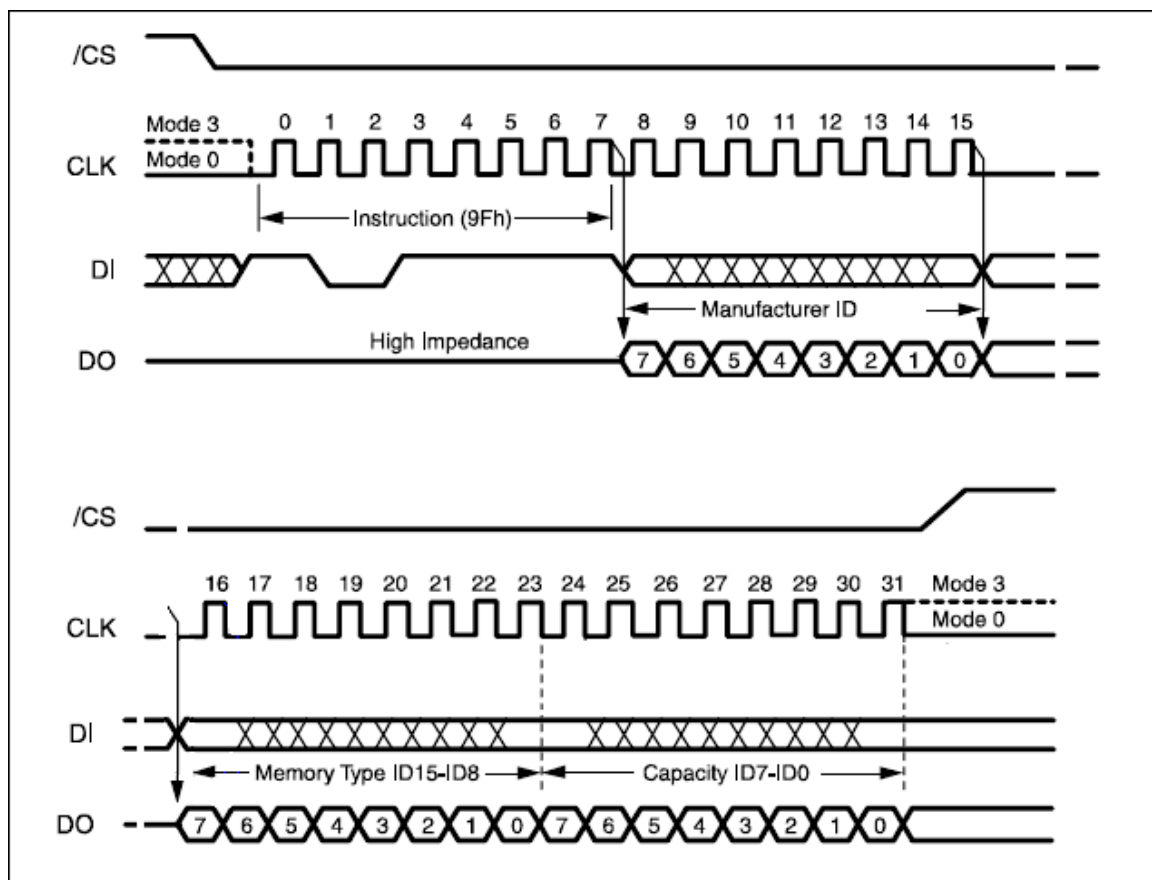 /CS
Mode 3
0 1 2 3 4 5 6 7 8 9 10 11 12 13 14 15
Mode 0
CLK
Instruction (9Fh)
DI
Manufacturer ID
High Impedance
DO
7 6 5 4 3 2 1 0
/CS
16 17 18 19 20 21 22 23 24 25 26 27 28 29 30 31
Mode 3
CLK
Mode 0
DI
Memory Type ID15-ID8
Capacity ID7-ID0
DO
7 6 5 4 3 2 1 0 7 6 5 4 3 2 1 0